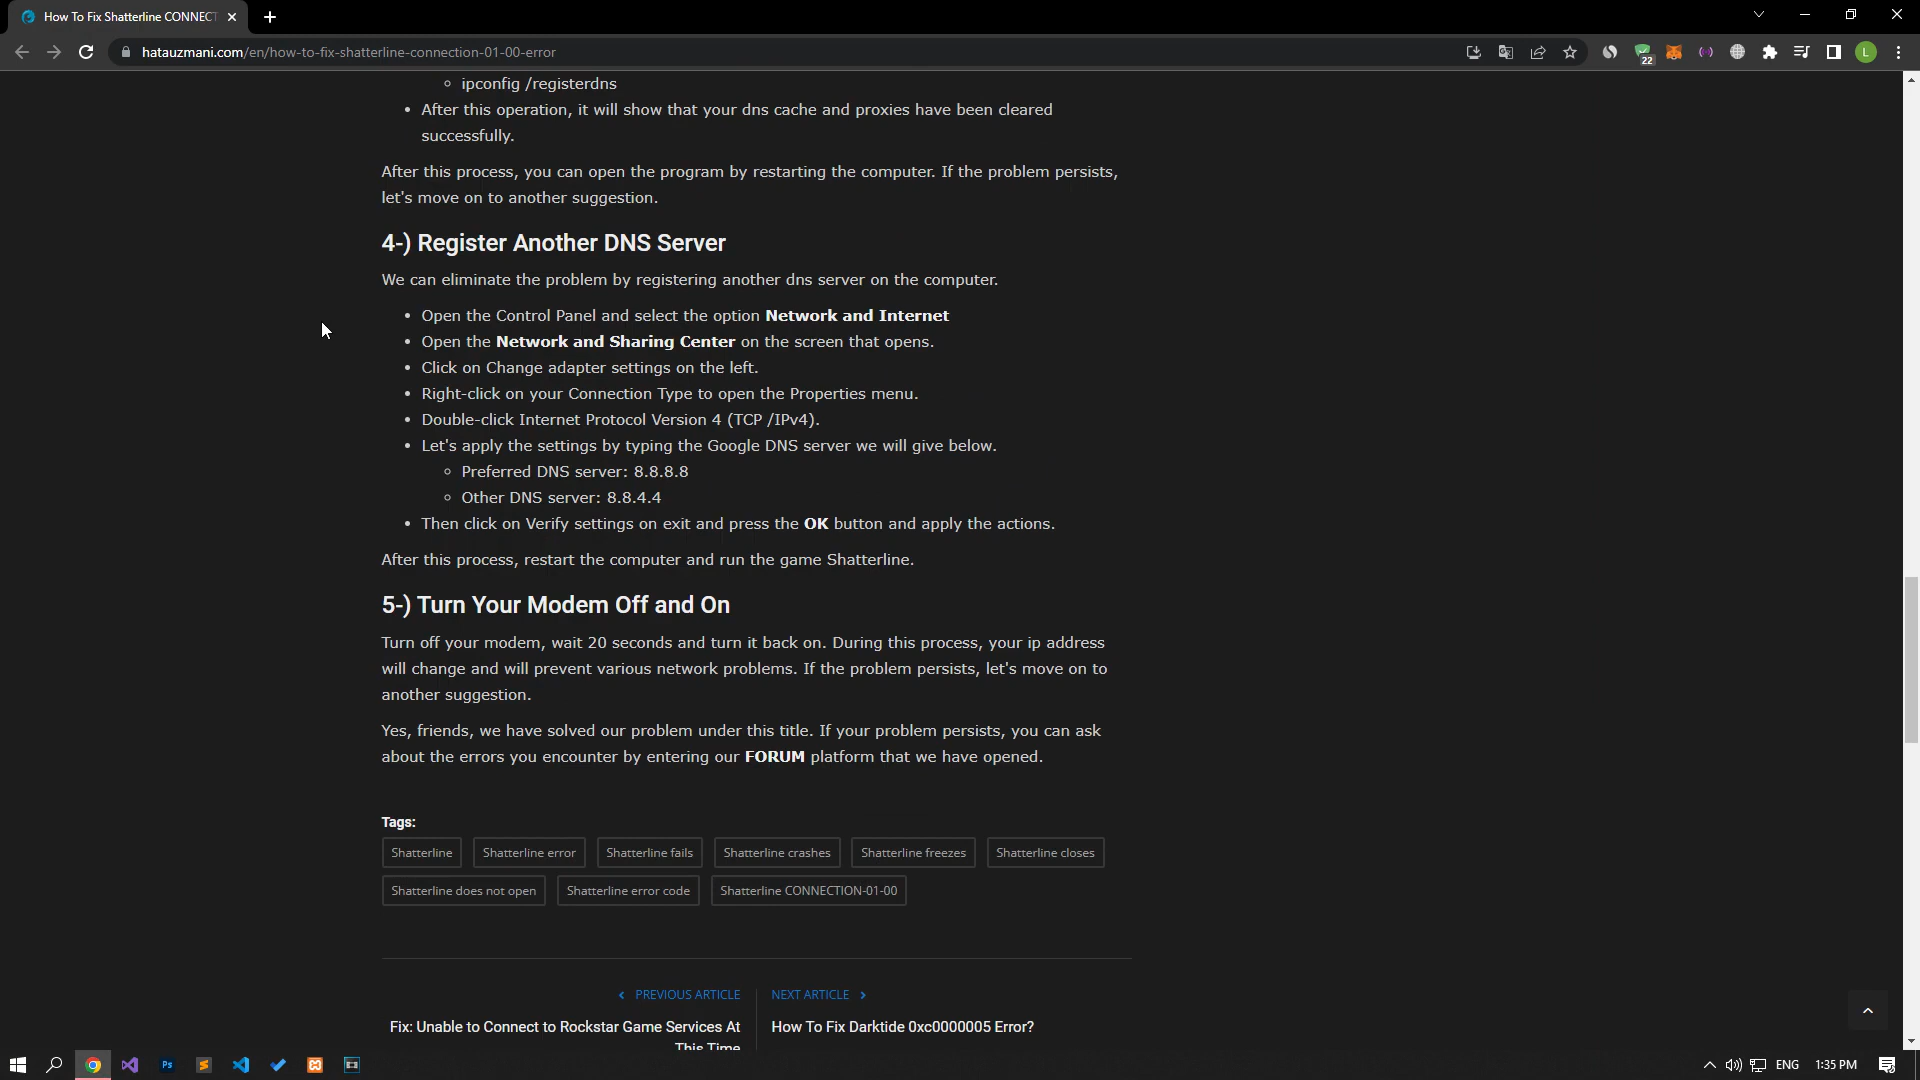 How To Fix Shatterline CONNECT
hatauzmani.com/en/how-to-fix-shatterline-connection-01-00-error
22
L
ipconfig /registerdns
After this operation, it will show that your dns cache and proxies have been cleared
successfully.
After this process, you can open the program by restarting the computer. If the problem persists,
let's move on to another suggestion.
4-) Register Another DNS Server
We can eliminate the problem by registering another dns server on the computer.
Open the Control Panel and select the option Network and Internet
Open the Network and Sharing Center on the screen that opens.
Click on Change adapter settings on the left.
Right-click on your Connection Type to open the Properties menu.
Double-click Internet Protocol Version 4 (TCP /IPv4).
Let's apply the settings by typing the Google DNS server we will give below.
Preferred DNS server: 8.8.8.8
Other DNS server: 8.8.4.4
Then click on Verify settings on exit and press the OK button and apply the actions.
After this process, restart the computer and run the game Shatterline.
5-) Turn Your Modem Off and On
Turn off your modem, wait 20 seconds and turn it back on. During this process, your ip address
will change and will prevent various network problems. If the problem persists, let's move on to
another suggestion.
Yes, friends, we have solved our problem under this title. If your problem persists, you can ask
about the errors you encounter by entering our FORUM platform that we have opened.
Tags:
Shatterline Shatterline error Shatterline fails Shatterline crashes Shatterline freezes Shatterline closes
Shatterline does not open Shatterline error code Shatterline CONNECTION-01-00
PREVIOUS ARTICLE NEXT ARTICLE
Fix: Unable to Connect to Rockstar Game Services At How To Fix Darktide 0xc0000005 Error?
This Time
Ps
ENG 1:35 PM